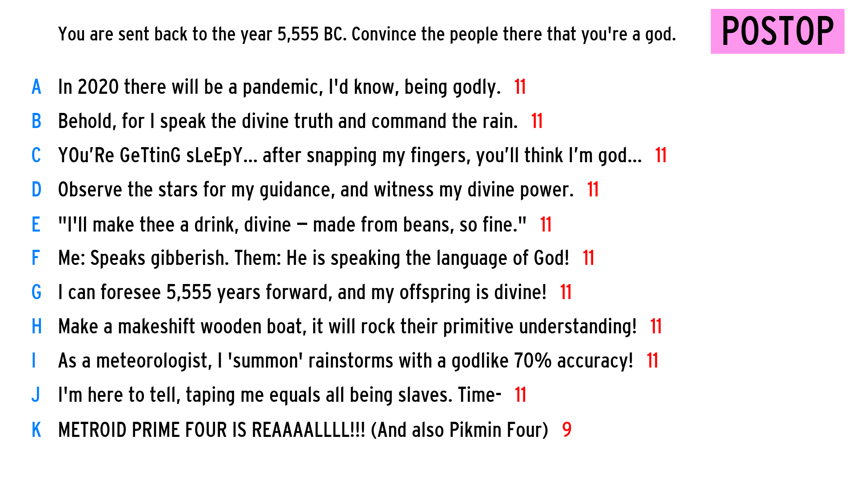 You are sent back to the year 5,555 BC. Convince the people there that you're a god.
POSTOP
A In 2020 there will be a pandemic, I'd know, being godly. 11
B Behold, for I speak the divine truth and command the rain. 11
C YOu’Re GeTtinG sLeEpY... after snapping my fingers, you’ll think I’m god... 11
D Observe the stars for my guidance, and witness my divine power. 11
E "I'll make thee a drink, divine – made from beans, so fine." 11
F Me: Speaks gibberish. Them: He is speaking the language of God! 11
G I can foresee 5,555 years forward, and my offspring is divine! 11
H Make a makeshift wooden boat, it will rock their primitive understanding! 11
I As a meteorologist, I 'summon' rainstorms with a godlike 70% accuracy! 11
J I'm here to tell, taping me equals all being slaves. Time- 11
K METROID PRIME FOUR IS REAAAALLLL!!! (And also Pikmin Four) 9